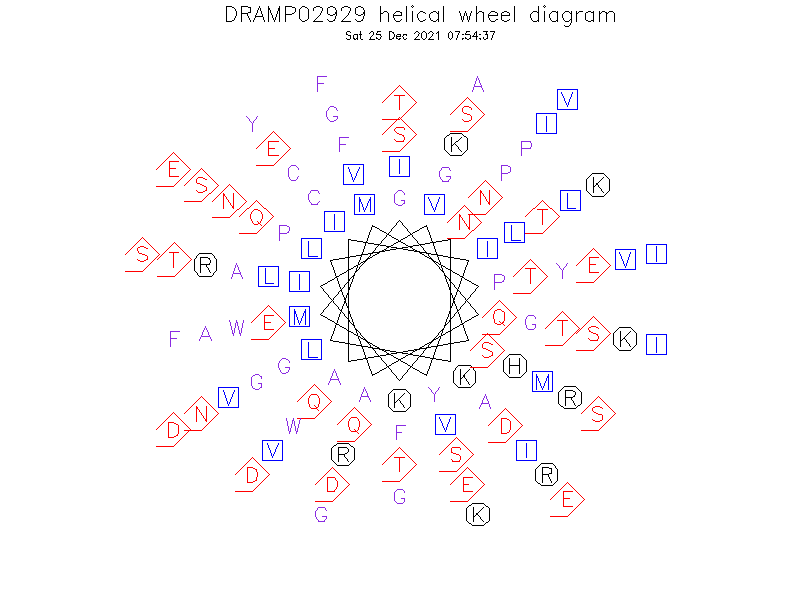 DRAMP02929 helical wheel diagram
Sat 25 Dec 2021 07:54:37
F A
T V
G S
Y I
S
E F K P
E C V I G P
S K
N C M G V N L
Q I N T
P L
S L I I
T R E V
A L I P T Y
E M Q G
W T
F A S K I
L S
G H
G A K M
V Q A K Y A R
N S
D W Q F V D
V R S I
T
D R
D E
G E
G K